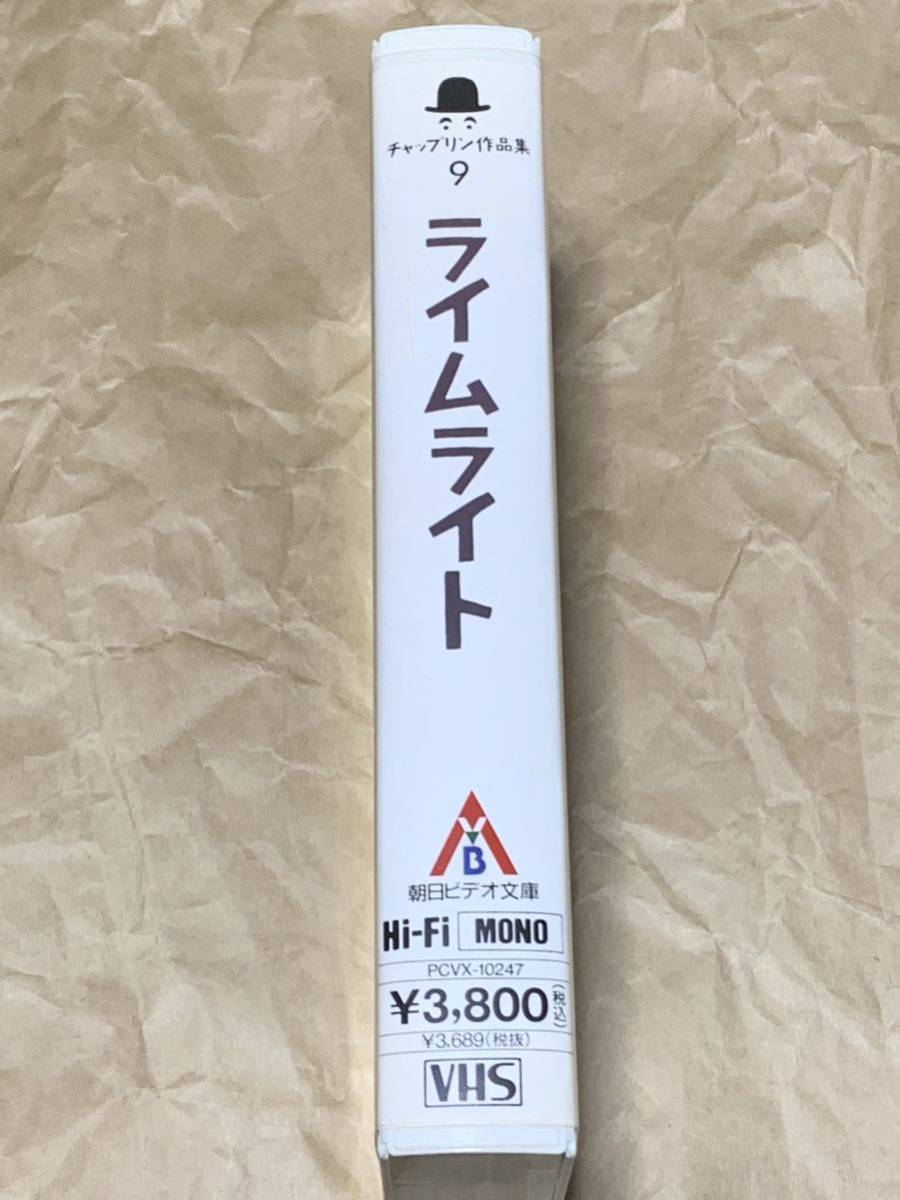 チャップリン作品集
9
ライムライト
V
B
朝日ビデオ文庫
Hi-Fi MONO
PCVX-10247
¥3,800(税込)
¥3,689(税抜)
VHS